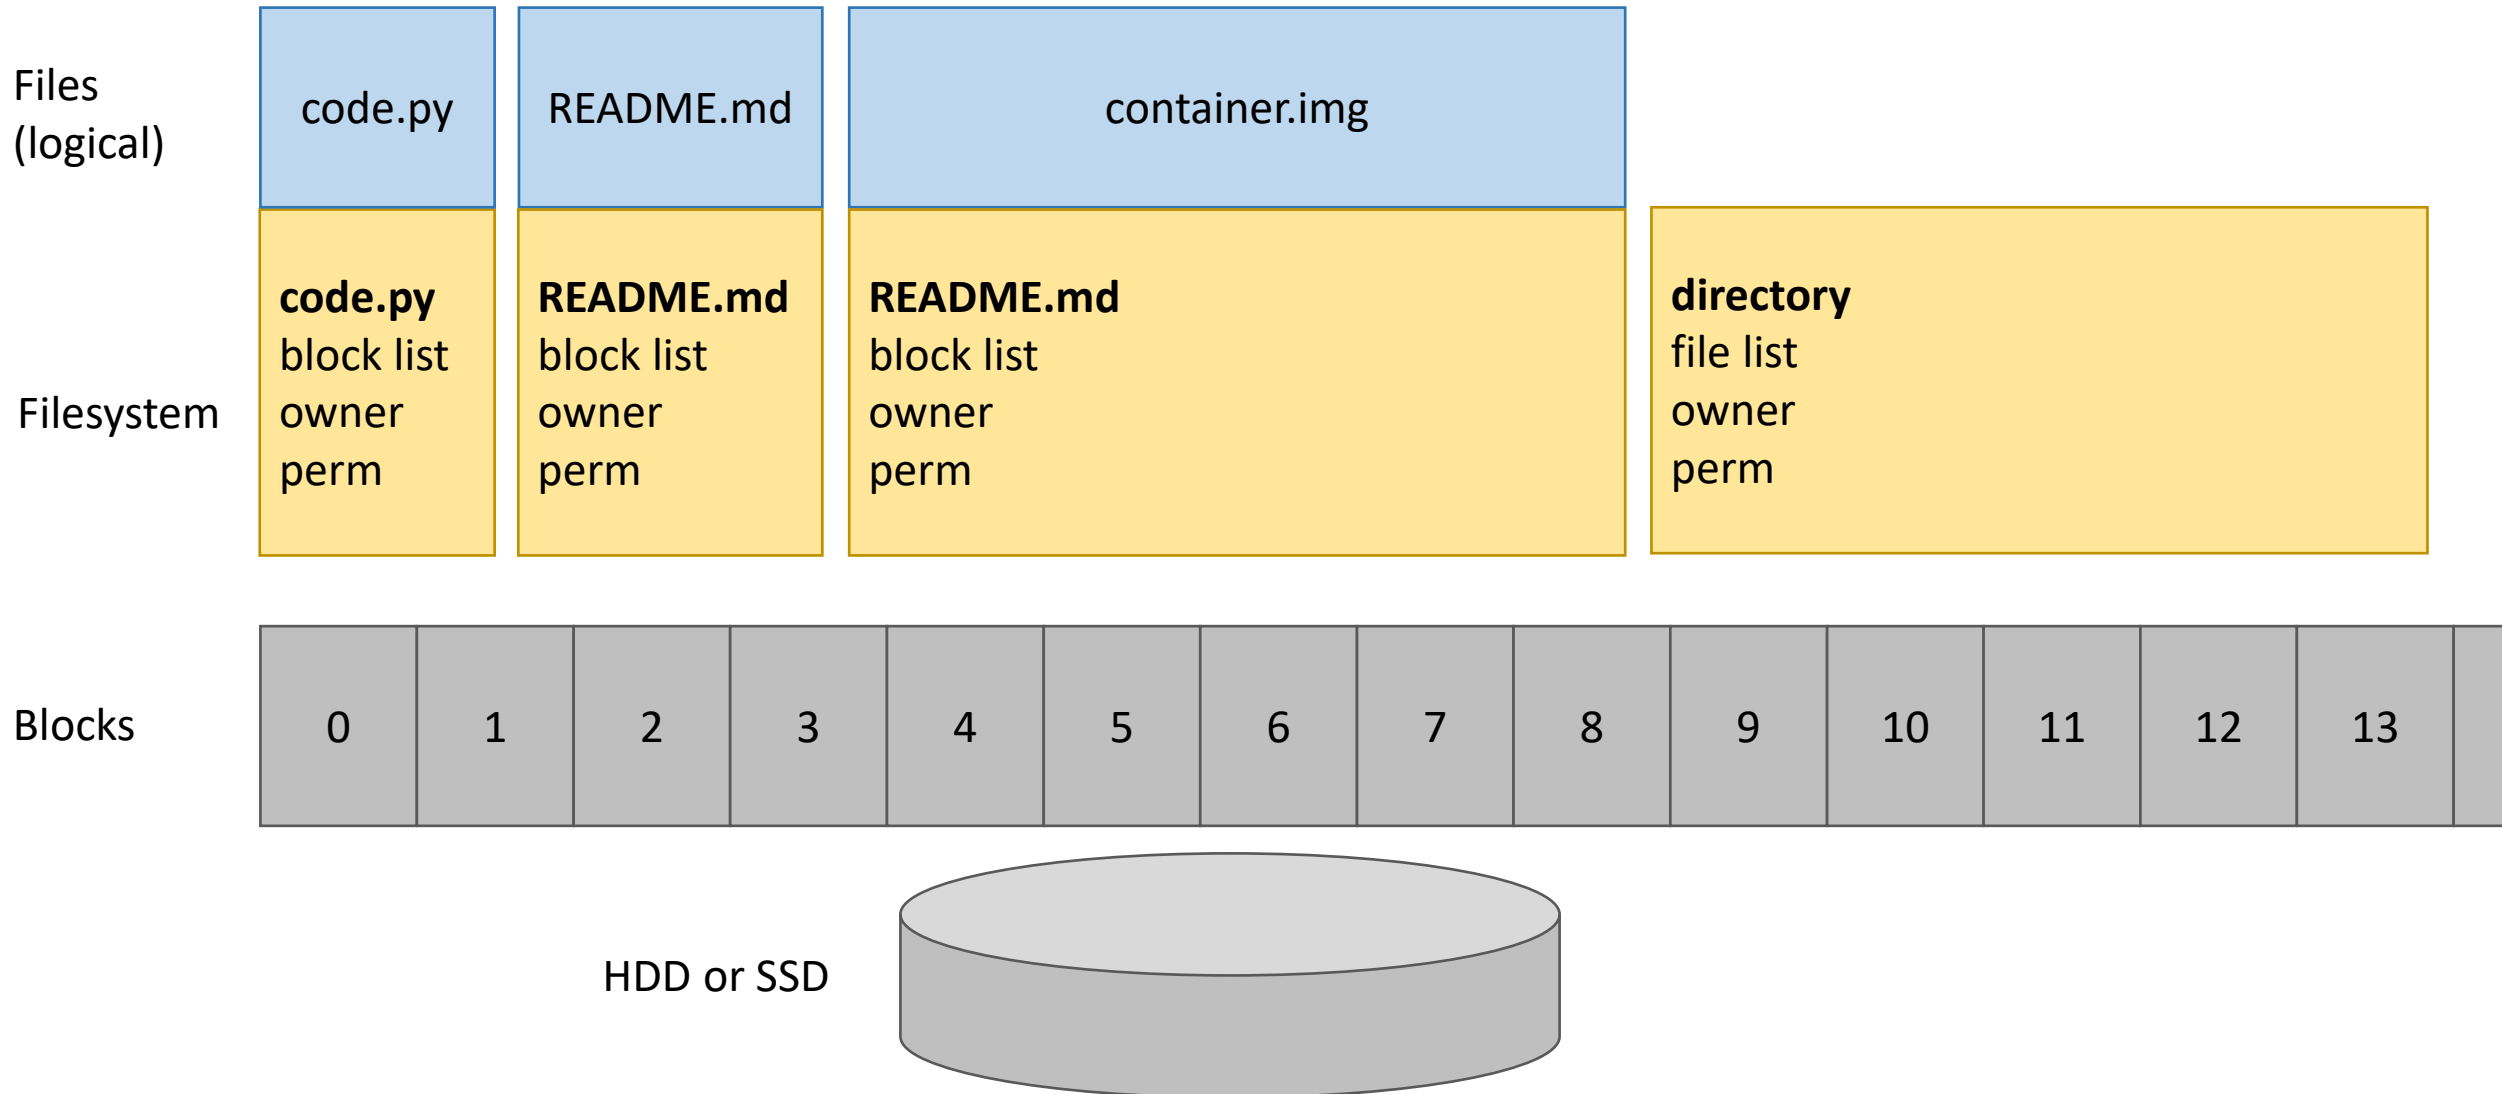 Files
(logical)
code.py
README.md
container.img
Filesystem
code.py
block list
owner
perm
README.md
block list
owner
perm
README.md
block list
owner
perm
directory
file list
owner
perm
Blocks
0 1 2 3 4 5 6 7 8 9 10 11 12 13
HDD or SSD